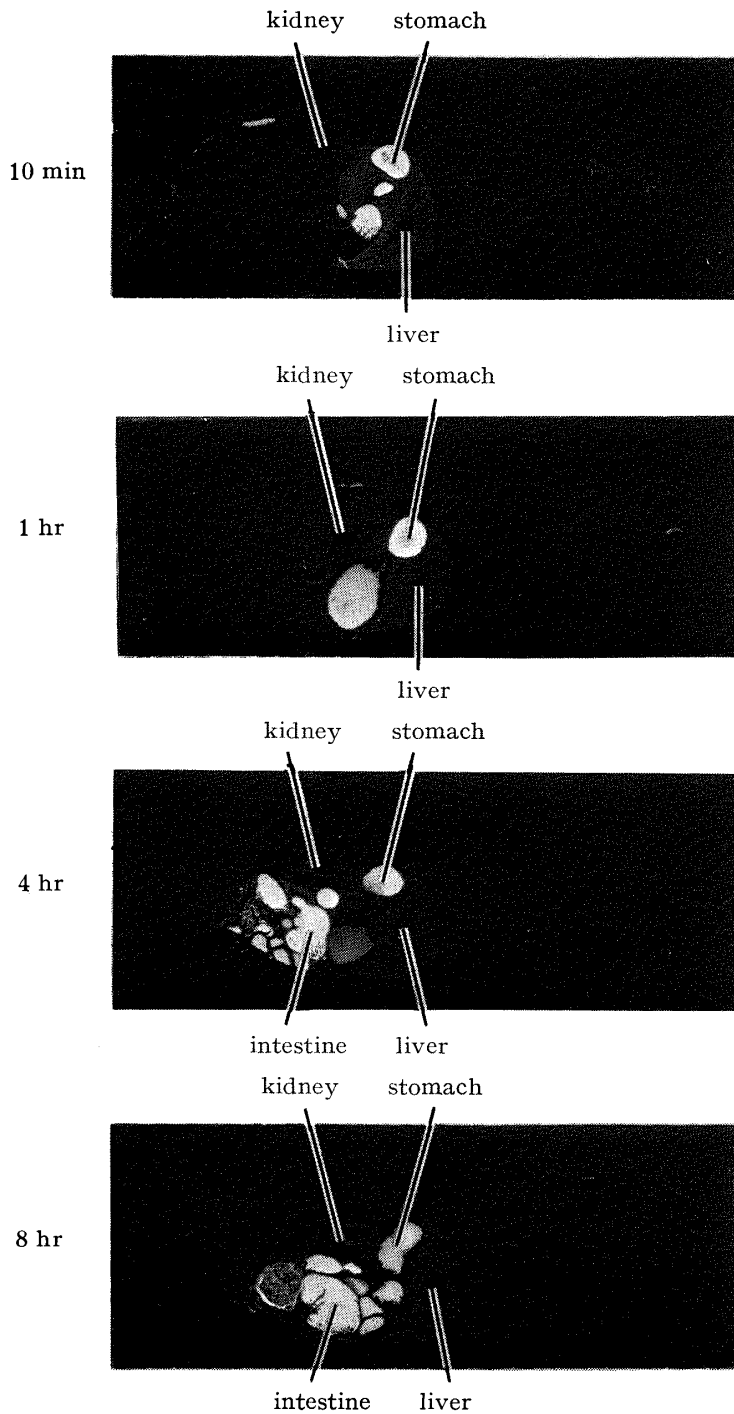 kidney stomach
10 min
liver
kidney stomach
1 hr
liver
kidney stomach
4 hr
intestine liver
kidney stomach
8 hr
intestine liver